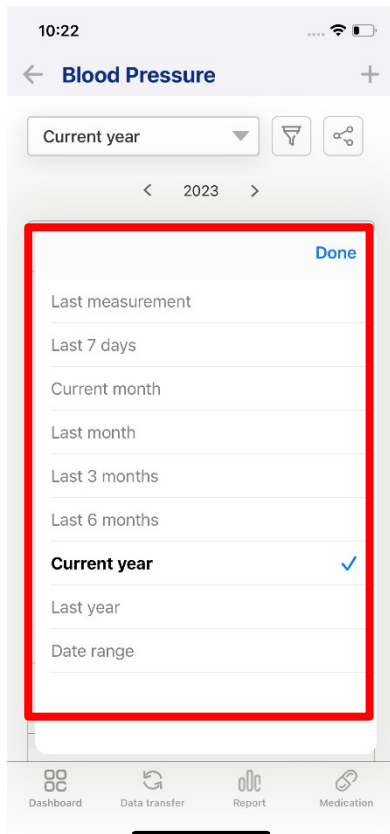 10:22
Blood Pressure
Current year
2023
Done
Last measurement
Last 7 days
Current month
Last month
Last 3 months
Last 6 months
Current year
Last year
Date range
Dashboard Data transfer Report Medication